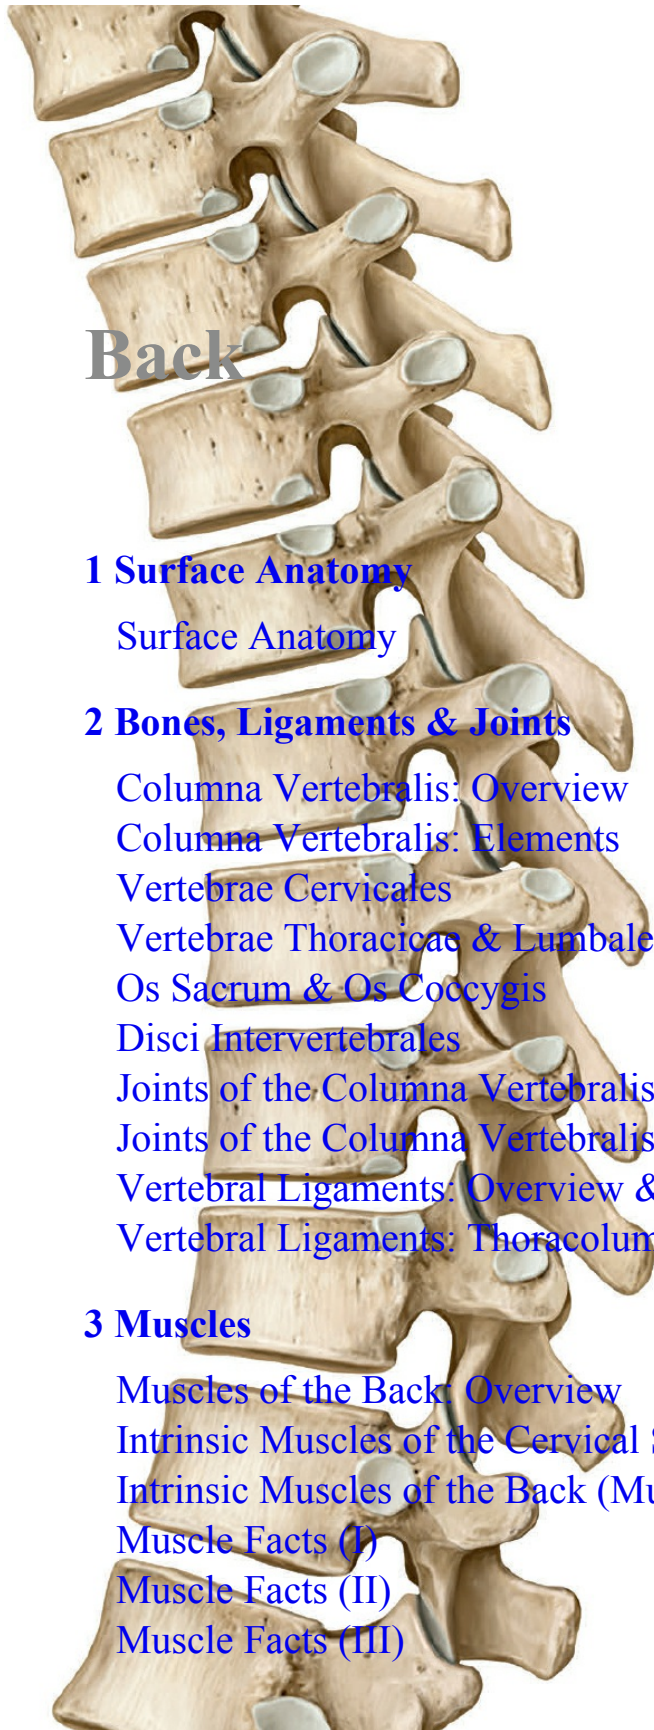 Back
1 Surface Anatomy
Surface Anatomy
2 Bones, Ligaments & Joints
Columna Vertebralis: Overview
Columna Vertebralis: Elements
Vertebrae Cervicales
Vertebrae Thoracicae & Lumbale
Os Sacrum & Os Coccygis
Disci Intervertebrales
Joints of the Columna Vertebralis
Joints of the Columna Vertebralis
Vertebral Ligaments: Overview &
Vertebral Ligaments: Thoracolum
3 Muscles
Muscles of the Back: Overview
Intrinsic Muscles of the Cervical S
Intrinsic Muscles of the Back (Mu
Muscle Facts (I)
Muscle Facts (II)
Muscle Facts (III)